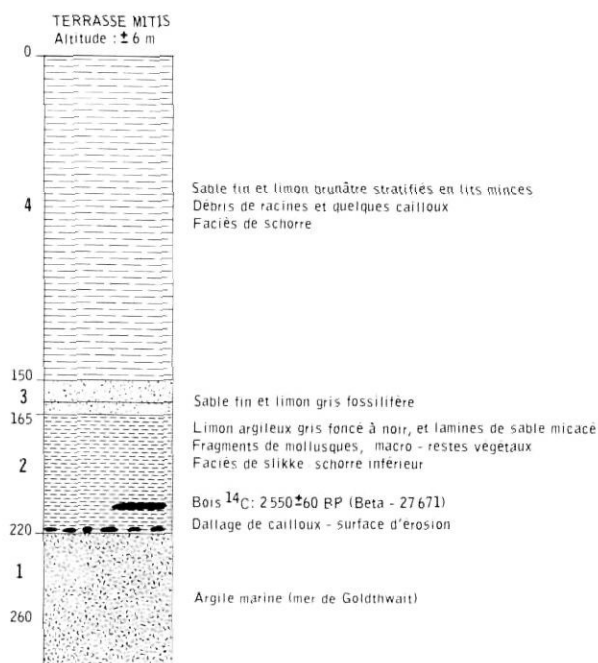 TERRASSE MITIS
Altitude : ± 6 m
0
4
Sable fin et limon brunâtre stratifiés en lits minces
Débris de racines et quelques cailloux
Faciès de schorre
150
3
Sable fin et limon gris fossilifère
165
Limon argileux gris foncé à noir, et lamines de sable micacé
Fragments de mollusques, macro - restes végétaux
2
Faciès de slikke schorre inférieur
Bois ¹⁴C: 2550±60 BP (Beta - 27671)
Dallage de cailloux - surface d'érosion
220
1
Argile marine (mer de Goldthwait)
260